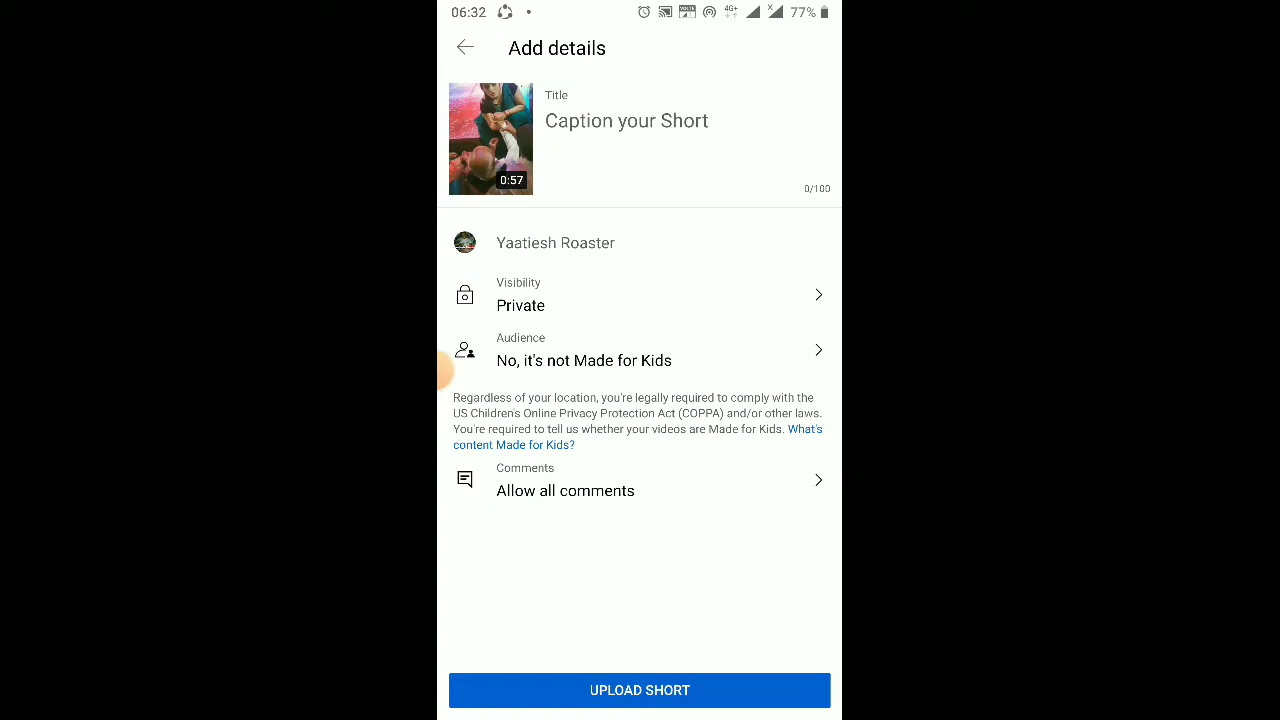 06:32 VOLTE 4G+ X 77%
Add details
Title
Caption your Short
0:57
0/100
Yaatiesh Roaster
Visibility
Private
Audience
No, it's not Made for Kids
Regardless of your location, you're legally required to comply with the
US Children's Online Privacy Protection Act (COPPA) and/or other laws.
You're required to tell us whether your videos are Made for Kids. What's
content Made for Kids?
Comments
Allow all comments
UPLOAD SHORT